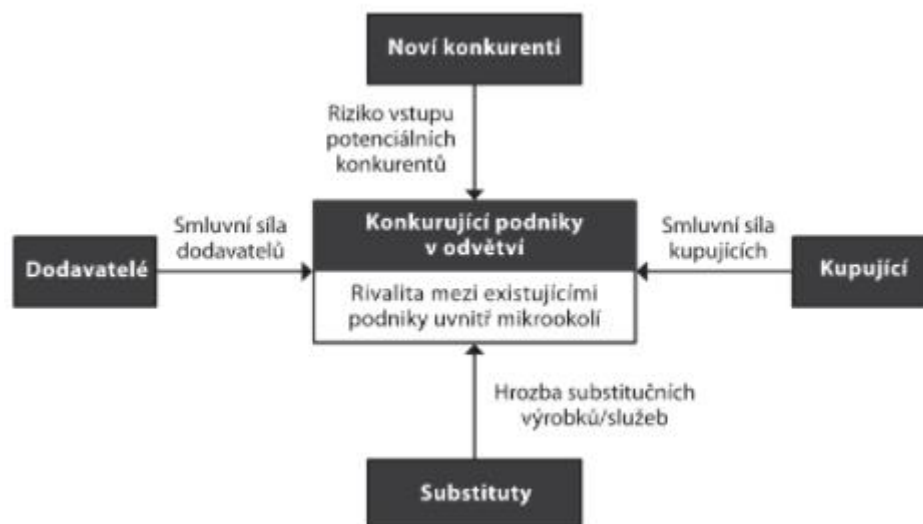 Noví konkurenti
Riziko vstupu
potenciálních
konkurentů
Smluvní síla
dodavatelů
Dodavatelé
Konkurující podniky
v odvětví
Rivalita mezi existujícími
podniky uvnitř mikrookolí
Smluvní síla
kupujících
Kupující
Hrozba substitučních
výrobků/služeb
Substituty